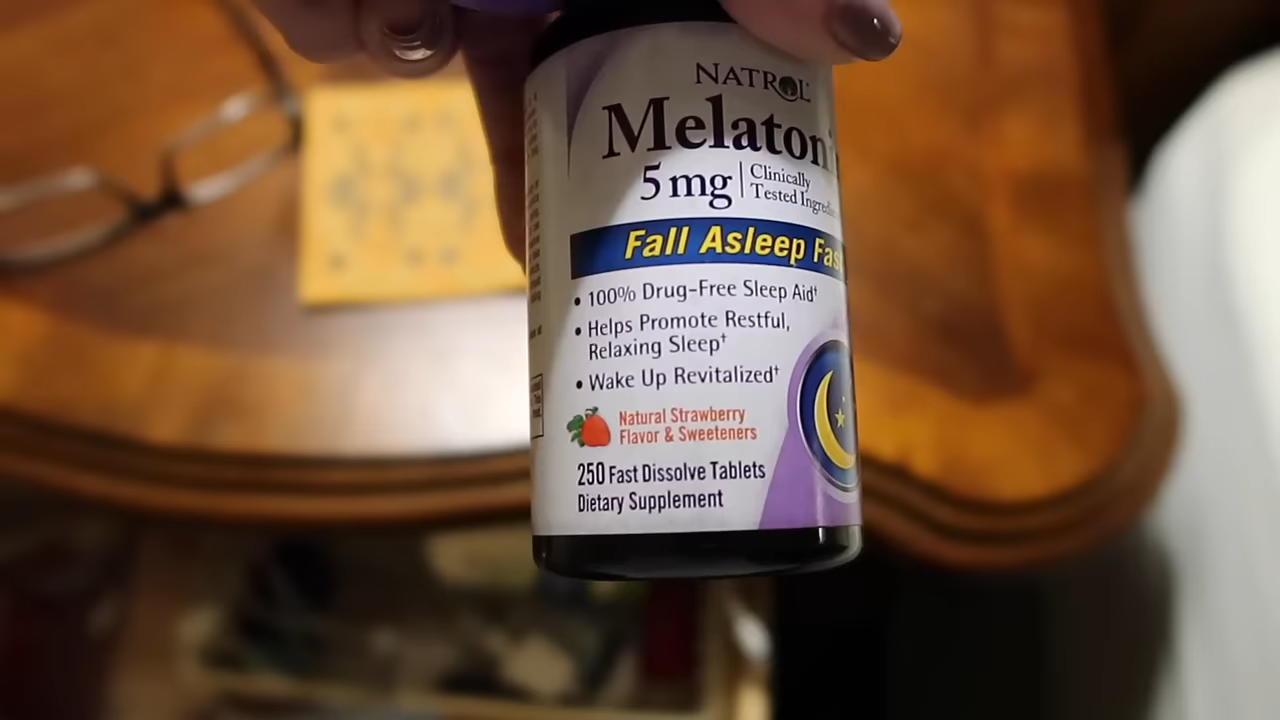 NATROL
Melaton
5 mg
Clinically
Tested Ingred
Fall Asleep Fas
• 100% Drug-Free Sleep Aid†
• Helps Promote Restful,
Relaxing Sleep†
• Wake Up Revitalized†
Natural Strawberry
Flavor & Sweeteners
250 Fast Dissolve Tablets
Dietary Supplement